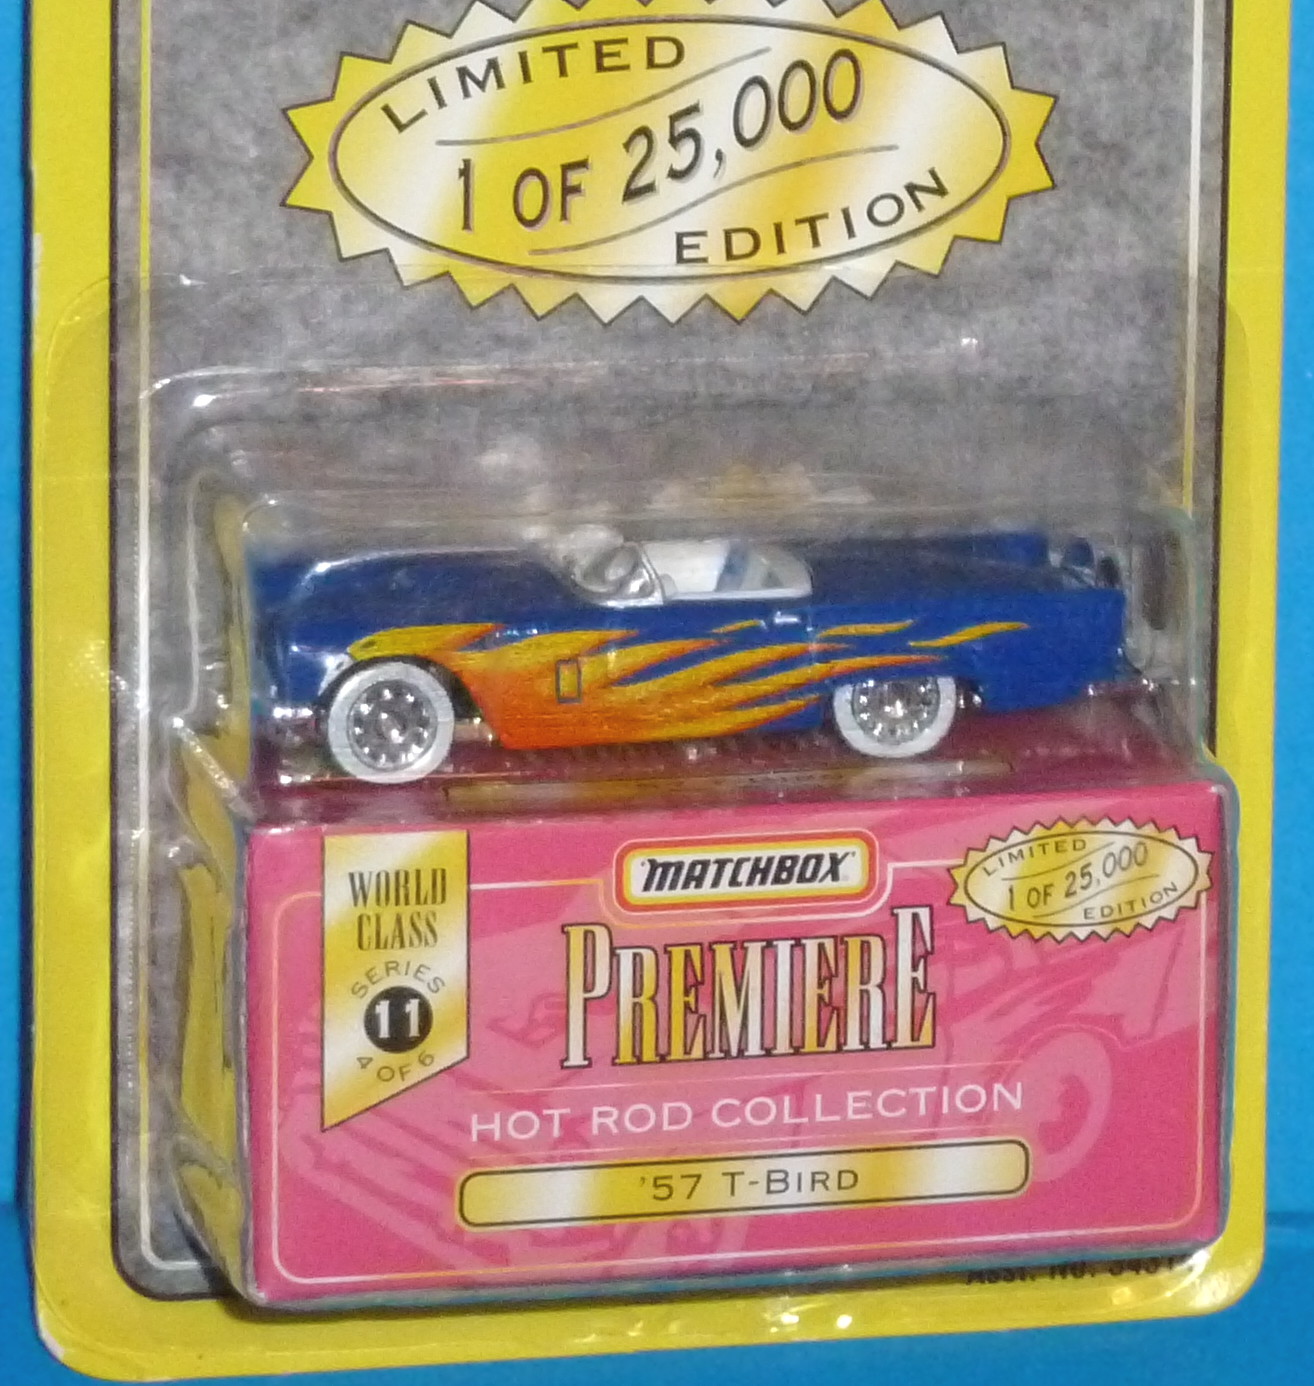 LIMITED
1 OF 25,000
EDITION
MATCHBOX
LIMITED
1 OF 25,000
EDITION
WORLD
CLASS
SERIES
11
4 OF 6
PREMIERE
HOT ROD COLLECTION
'57 T-BIRD